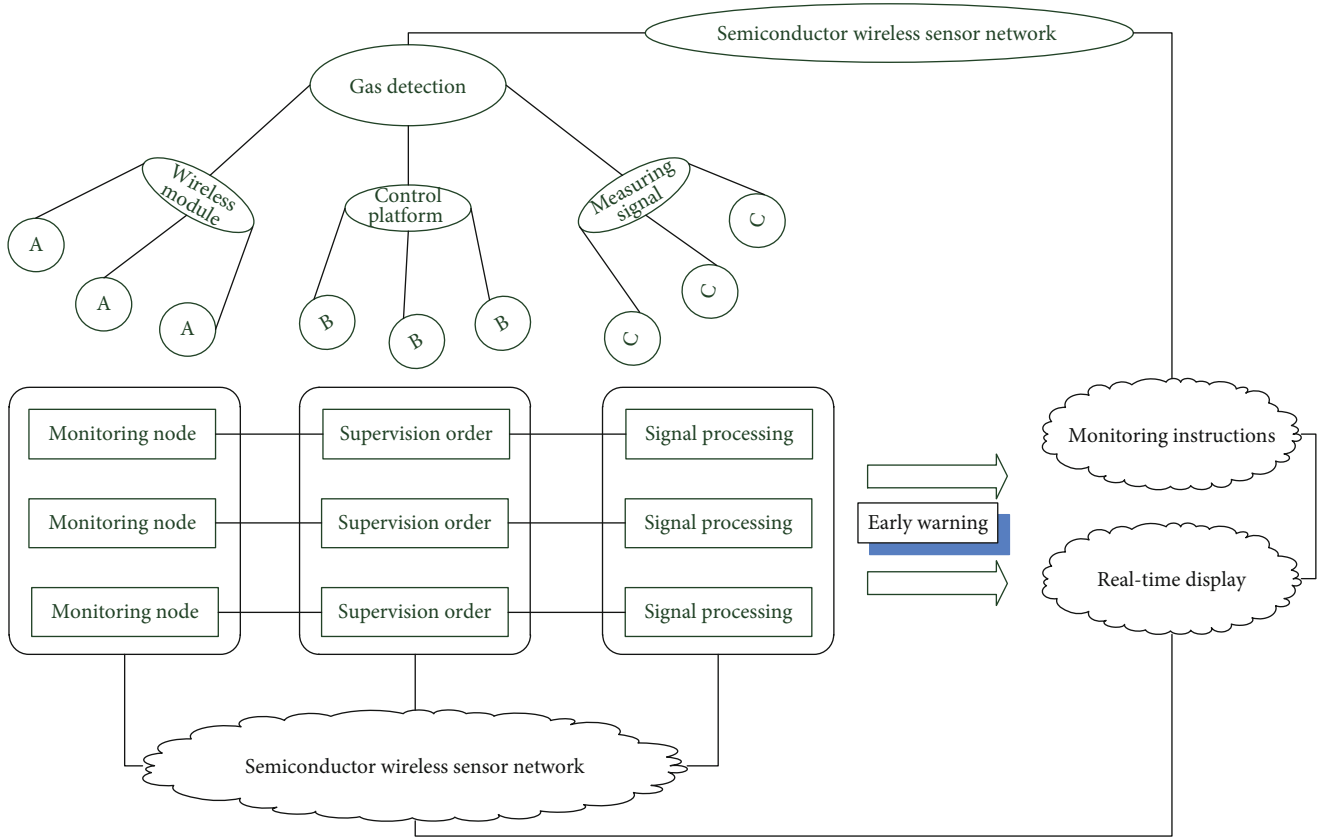 Semiconductor wireless sensor network
Gas detection
Wireless
module
Control
platform
Measuring
signal
A
A
A
B
B
B
C
C
C
Monitoring node
Supervision order
Signal processing
Monitoring node
Supervision order
Signal processing
Monitoring node
Supervision order
Signal processing
Early warning
Monitoring instructions
Real-time display
Semiconductor wireless sensor network